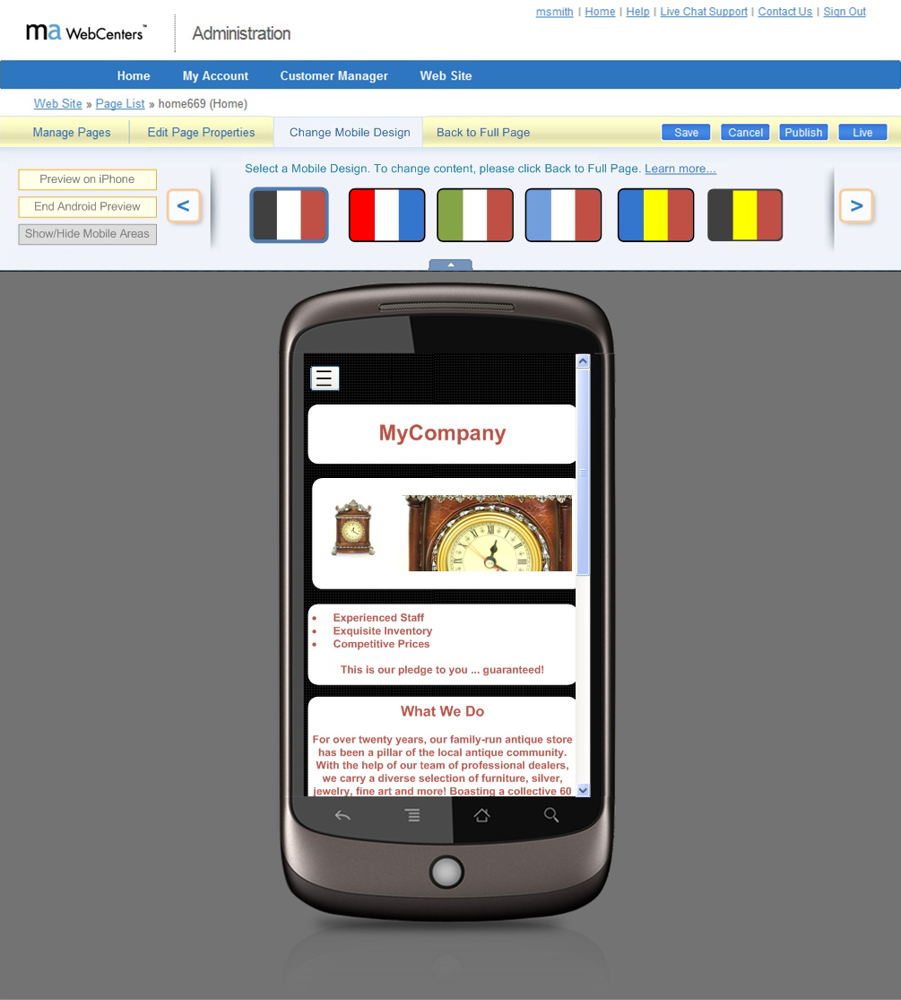 msmith | Home | Help | Live Chat Support | Contact Us | Sign Out
ma WebCenters™ Administration
Home My Account Customer Manager Web Site
Web Site » Page List » home669 (Home)
Manage Pages Edit Page Properties Change Mobile Design Back to Full Page Save Cancel Publish Live
Select a Mobile Design. To change content, please click Back to Full Page. Learn more...
Preview on iPhone
End Android Preview
Show/Hide Mobile Areas
< >
MyCompany
• Experienced Staff
• Exquisite Inventory
• Competitive Prices
This is our pledge to you ... guaranteed!
What We Do
For over twenty years, our family-run antique store
has been a pillar of the local antique community.
With the help of our team of professional dealers,
we carry a diverse selection of furniture, silver,
jewelry, fine art and more! Boasting a collective 60